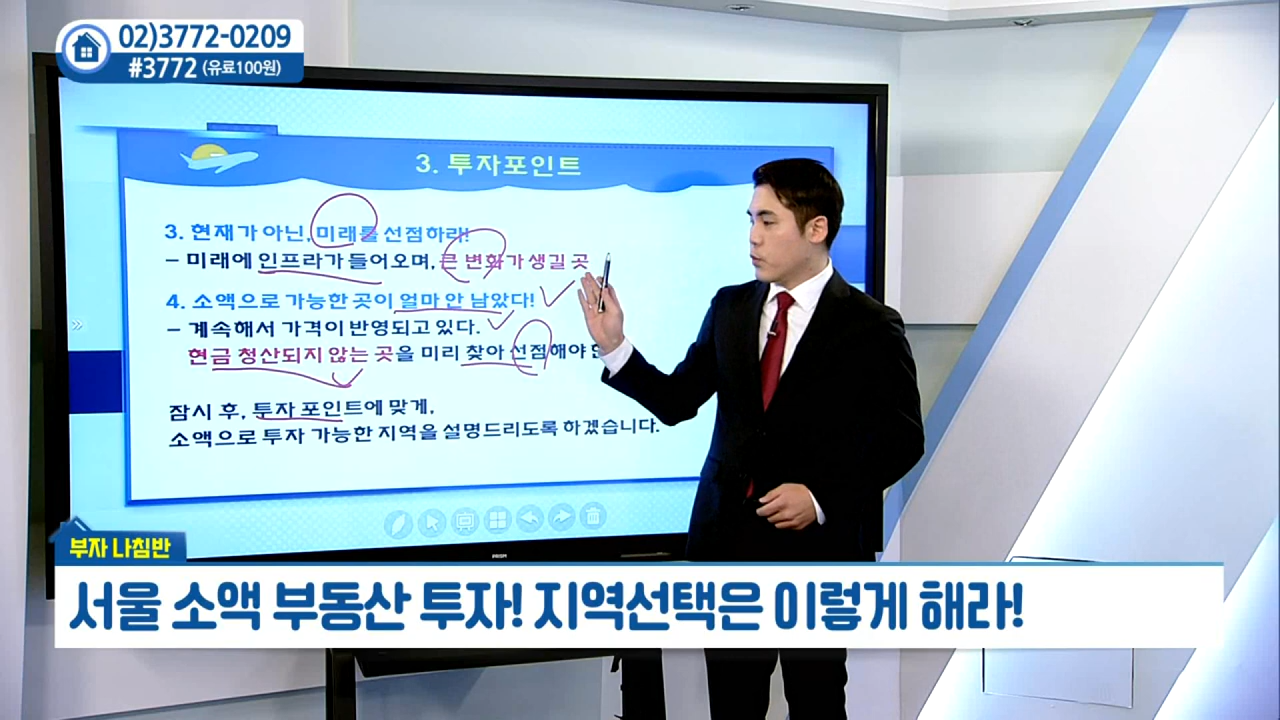 02)3772-0209
#3772 (유료100원)
3. 투자포인트
3. 현재가 아닌, 미래를 선점하라!
– 미래에 인프라가 들어오며, 큰 변화가 생길 곳
4. 소액으로 가능한 곳이 얼마 안 남았다!
– 계속해서 가격이 반영되고 있다.
현금 청산되지 않는 곳을 미리 찾아 선점해야
잠시 후, 투자 포인트에 맞게,
소액으로 투자 가능한 지역을 설명드리도록 하겠습니다.
PRISM
부자 나침반
서울 소액 부동산 투자! 지역선택은 이렇게 해라!